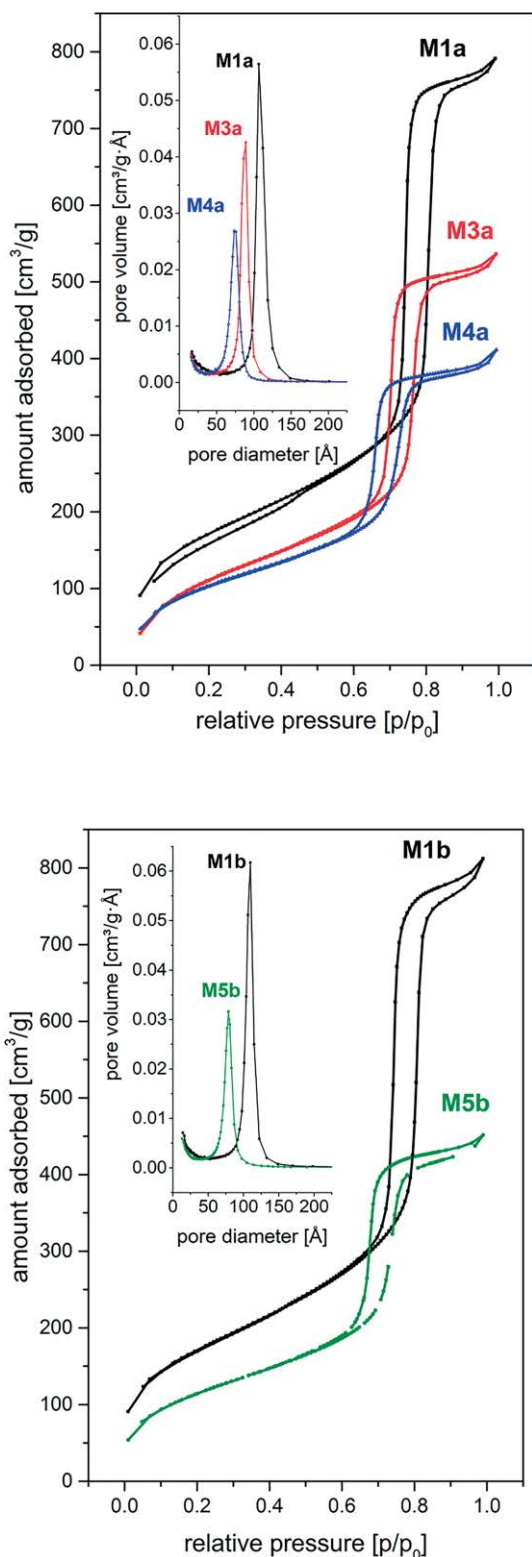 800
700
600
500
400
300
200
100
0
amount adsorbed [cm³/g]
0.0 0.2 0.4 0.6 0.8 1.0
relative pressure [p/p₀]
M1a
M3a
M4a
0.06
0.05
0.04
0.03
0.02
0.01
0.00
pore volume [cm³/g·Å]
0 50 100 150 200
pore diameter [Å]
M1a
M3a
M4a
800
700
600
500
400
300
200
100
0
amount adsorbed [cm³/g]
0.0 0.2 0.4 0.6 0.8 1.0
relative pressure [p/p₀]
M1b
M5b
0.06
0.05
0.04
0.03
0.02
0.01
0.00
pore volume [cm³/g·Å]
0 50 100 150 200
pore diameter [Å]
M1b
M5b